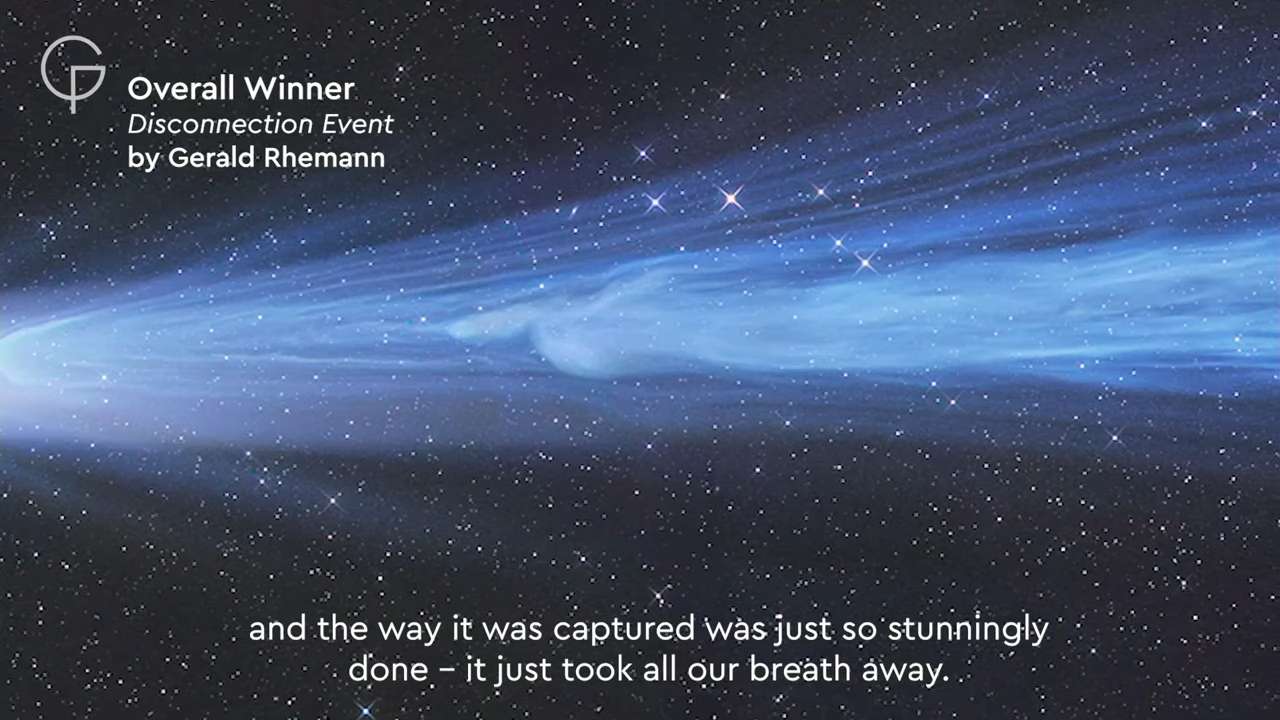 Overall Winner
Disconnection Event
by Gerald Rhemann
and the way it was captured was just so stunningly
done – it just took all our breath away.